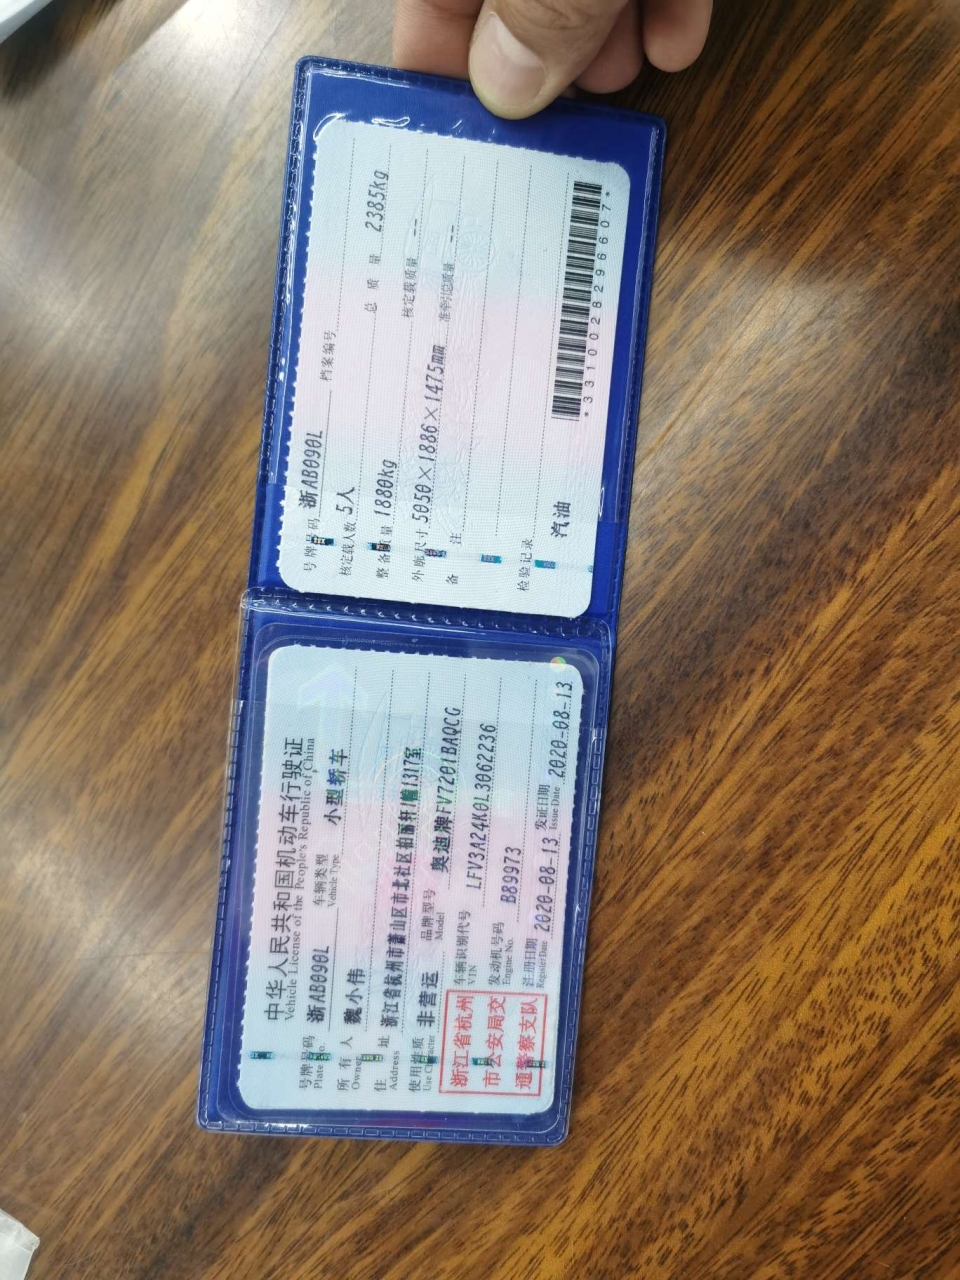 中华人民共和国机动车行驶证
Vehicle License of the People's Republic of China
号牌号码 浙AB090L 车辆类型 小型轿车
Plate No. Vehicle Type
所有人 魏小伟
Owner
住址 浙江省杭州市萧山区市北社区柏丽轩1幢1317室
Address
使用性质 非营运 品牌型号 奥迪牌FV7201BAQCG
Use Character Model
浙江省杭州
市公安局交
通警察支队
车辆识别代号 LFV3A24K0L3062236
VIN
发动机号码 B89973
Engine No.
注册日期 2020-08-13 发证日期 2020-08-13
Register Date Issue Date
号牌号码 浙AB090L 档案编号
核定载人数 5人 总质量 2385kg
整备质量 1880kg 核定载质量 --
外廓尺寸 5050×1886×1475mm 准牵引总质量 --
备注
检验记录
汽油
*3310028296607*